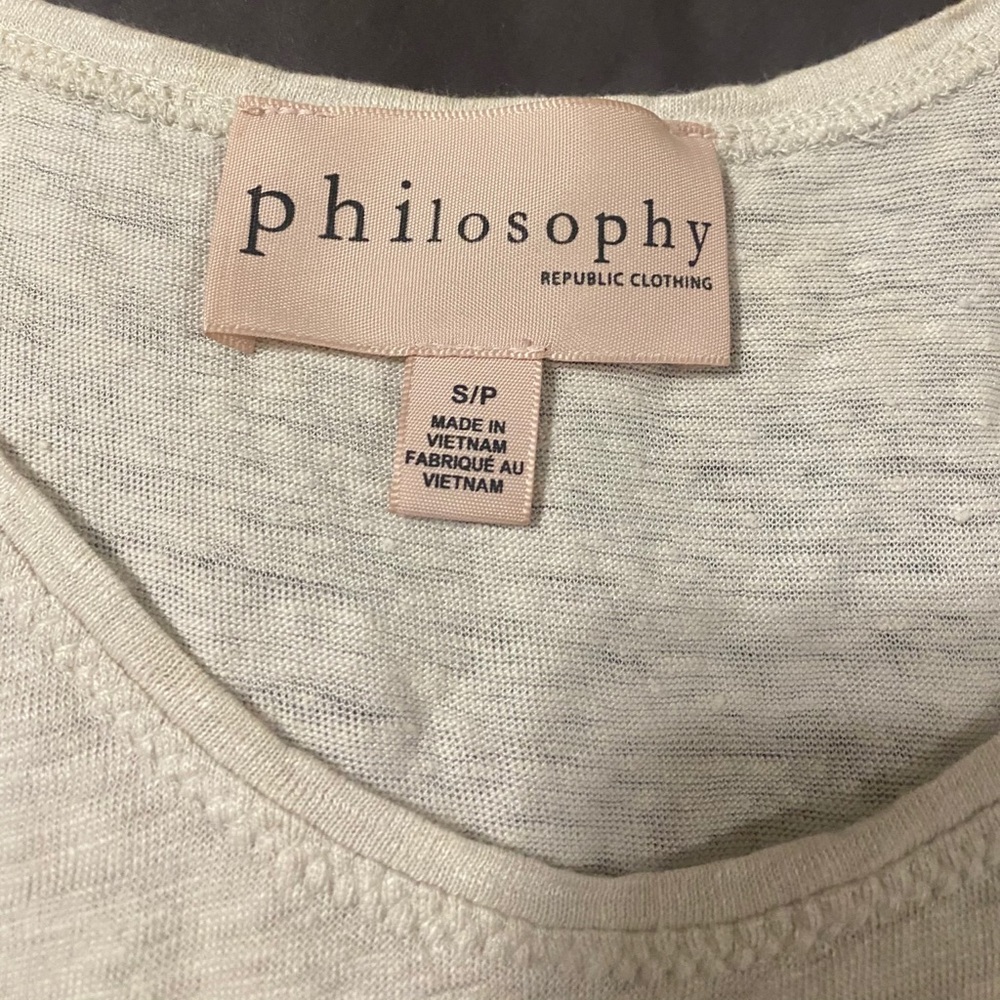 philosophy
REPUBLIC CLOTHING
S/P
MADE IN
VIETNAM
FABRIQUÉ AU
VIETNAM